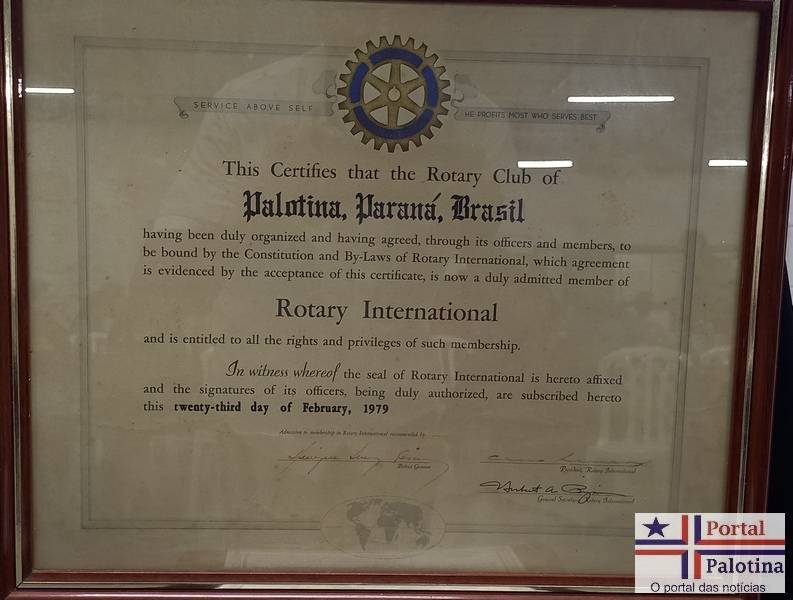 SERVICE ABOVE SELF
HE PROFITS MOST WHO SERVES BEST
This Certifies that the Rotary Club of
Palotina, Paraná, Brasil
having been duly organized and having agreed, through its officers and members, to
be bound by the Constitution and By-Laws of Rotary International, which agreement
is evidenced by the acceptance of this certificate, is now a duly admitted member of
Rotary International
and is entitled to all the rights and privileges of such membership.
In witness whereof the seal of Rotary International is hereto affixed
and the signatures of its officers, being duly authorized, are subscribed hereto
this twenty-third day of February, 1979
Admission to membership in Rotary International recommended by
District Governor
President, Rotary International
Herbert A.
General Secretary, Rotary International
Portal
Palotina
O portal das notícias